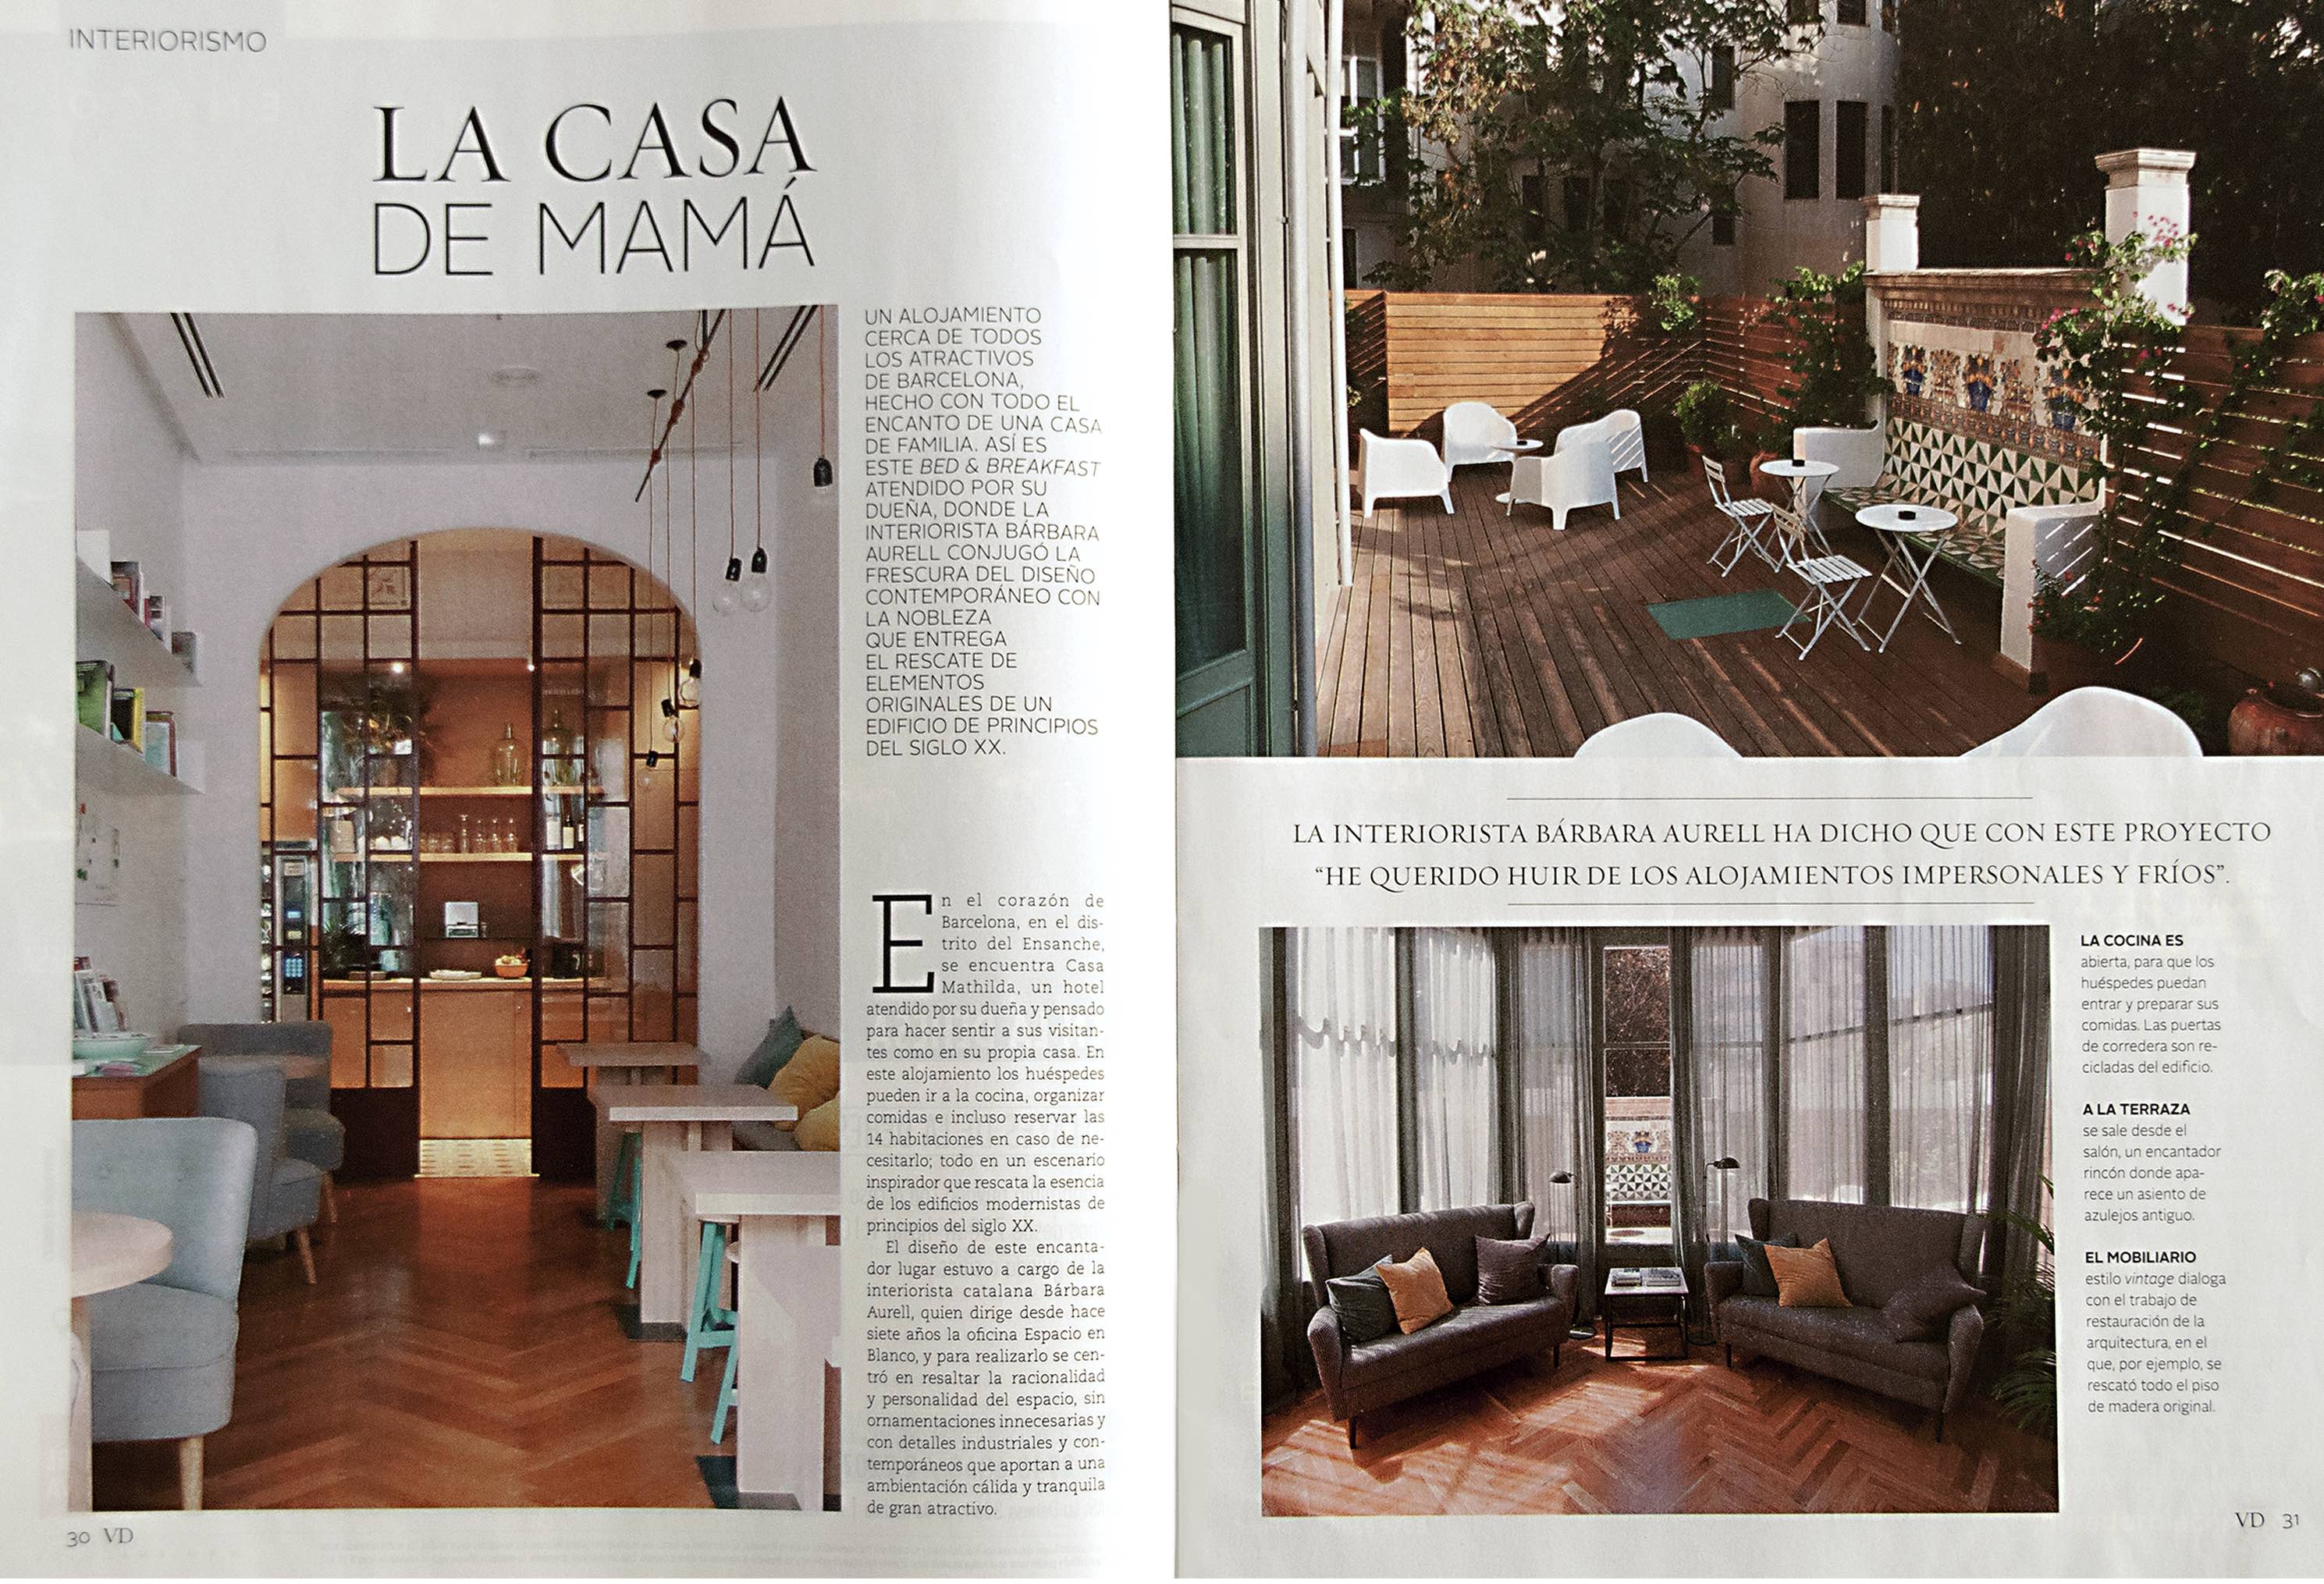 INTERIORISMO
LA CASA
DE MAMÁ
UN ALOJAMIENTO
CERCA DE TODOS
LOS ATRACTIVOS
DE BARCELONA,
HECHO CON TODO EL
ENCANTO DE UNA CASA
DE FAMILIA. ASÍ ES
ESTE BED & BREAKFAST
ATENDIDO POR SU
DUEÑA, DONDE LA
INTERIORISTA BÁRBARA
AURELL CONJUGÓ LA
FRESCURA DEL DISEÑO
CONTEMPORÁNEO CON
LA NOBLEZA
QUE ENTREGA
EL RESCATE DE
ELEMENTOS
ORIGINALES DE UN
EDIFICIO DE PRINCIPIOS
DEL SIGLO XX.
En el corazón de
Barcelona, en el dis-
trito del Ensanche,
se encuentra Casa
Mathilda, un hotel
atendido por su dueña y pensado
para hacer sentir a sus visitan-
tes como en su propia casa. En
este alojamiento los huéspedes
pueden ir a la cocina, organizar
comidas e incluso reservar las
14 habitaciones en caso de ne-
cesitarlo; todo en un escenario
inspirador que rescata la esencia
de los edificios modernistas de
principios del siglo XX.
El diseño de este encanta-
dor lugar estuvo a cargo de la
interiorista catalana Bárbara
Aurell, quien dirige desde hace
siete años la oficina Espacio en
Blanco, y para realizarlo se cen-
tró en resaltar la racionalidad
y personalidad del espacio, sin
ornamentaciones innecesarias y
con detalles industriales y con-
temporáneos que aportan a una
ambientación cálida y tranquila
de gran atractivo.
30 VD
LA INTERIORISTA BÁRBARA AURELL HA DICHO QUE CON ESTE PROYECTO
“HE QUERIDO HUIR DE LOS ALOJAMIENTOS IMPERSONALES Y FRÍOS”.
LA COCINA ES
abierta, para que los
huéspedes puedan
entrar y preparar sus
comidas. Las puertas
de corredera son re-
cicladas del edificio.
A LA TERRAZA
se sale desde el
salón, un encantador
rincón donde apa-
rece un asiento de
azulejos antiguo.
EL MOBILIARIO
estilo vintage dialoga
con el trabajo de
restauración de la
arquitectura, en el
que, por ejemplo, se
rescató todo el piso
de madera original.
VD 31